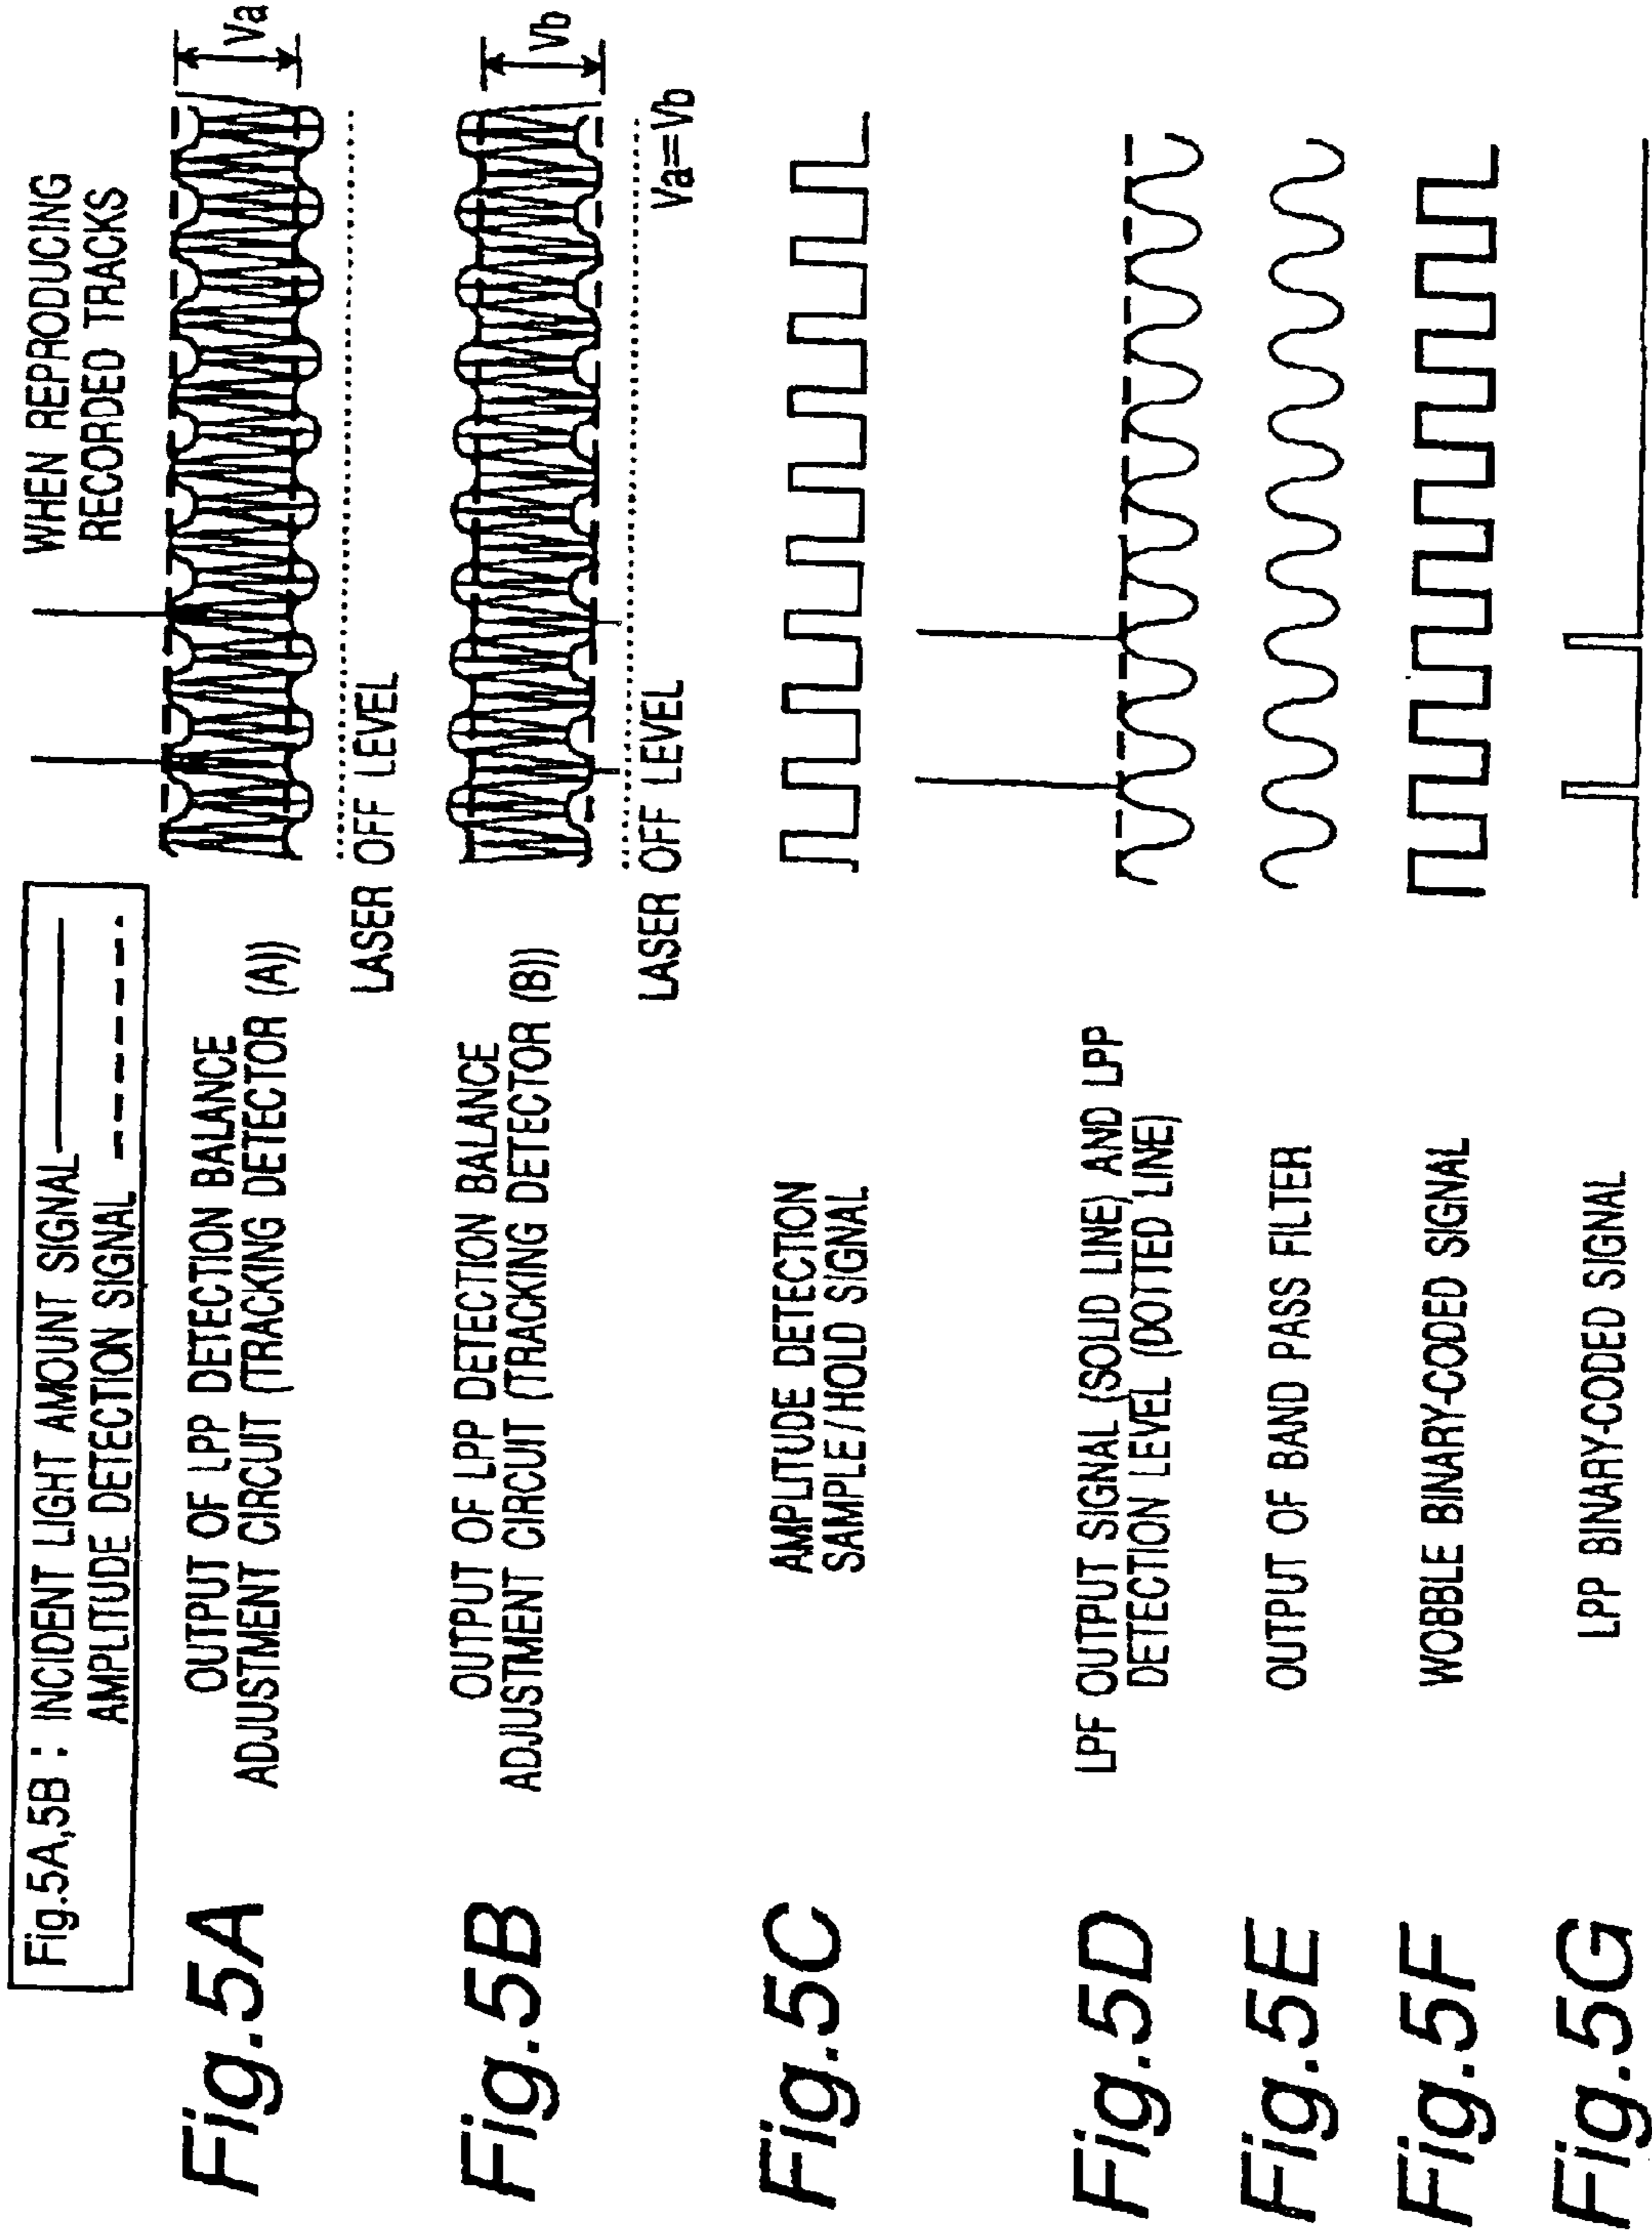 Fig.5A,5B : INCIDENT LIGHT AMOUNT SIGNAL
AMPLITUDE DETECTION SIGNAL
WHEN REPRODUCING
RECORDED TRACKS
Fig.5A
OUTPUT OF LPP DETECTION BALANCE
ADJUSTMENT CIRCUIT (TRACKING DETECTOR (A))
Va
LASER OFF LEVEL
Fig.5B
OUTPUT OF LPP DETECTION BALANCE
ADJUSTMENT CIRCUIT (TRACKING DETECTOR (B))
Vb
LASER OFF LEVEL
Va=Vb
Fig.5C
AMPLITUDE DETECTION
SAMPLE/HOLD SIGNAL
Fig.5D
LPF OUTPUT SIGNAL (SOLID LINE) AND LPP
DETECTION LEVEL (DOTTED LINE)
Fig.5E
OUTPUT OF BAND PASS FILTER
Fig.5F
WOBBLE BINARY-CODED SIGNAL
Fig.5G
LPP BINARY-CODED SIGNAL